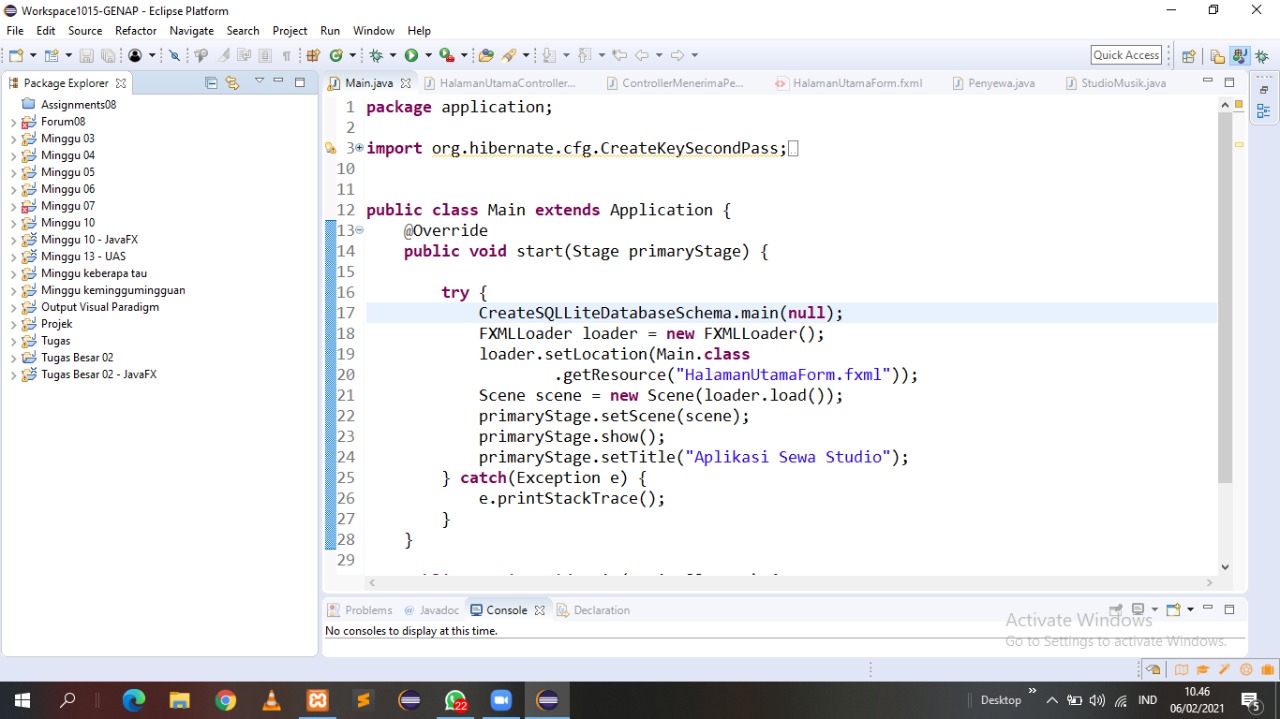 Workspace1015-GENAP - Eclipse Platform
File Edit Source Refactor Navigate Search Project Run Window Help
Quick Access
Package Explorer
Assignments08
Forum08
Minggu 03
Minggu 04
Minggu 05
Minggu 06
Minggu 07
Minggu 10
Minggu 10 - JavaFX
Minggu 13 - UAS
Minggu keberapa tau
Minggu keminggumingguan
Output Visual Paradigm
Projek
Tugas
Tugas Besar 02
Tugas Besar 02 - JavaFX
Main.java HalamanUtamaController... ControllerMenerimaPe... HalamanUtamaForm.fxml Penyewa.java StudioMusik.java
1 package application;
2
3 import org.hibernate.cfg.CreateKeySecondPass;
10
11
12 public class Main extends Application {
13 @Override
14 public void start(Stage primaryStage) {
15
16 try {
17 CreateSQLLiteDatabaseSchema.main(null);
18 FXMLLoader loader = new FXMLLoader();
19 loader.setLocation(Main.class
20 .getResource("HalamanUtamaForm.fxml"));
21 Scene scene = new Scene(loader.load());
22 primaryStage.setScene(scene);
23 primaryStage.show();
24 primaryStage.setTitle("Aplikasi Sewa Studio");
25 } catch(Exception e) {
26 e.printStackTrace();
27 }
28 }
29
Problems Javadoc Console Declaration
No consoles to display at this time.
Activate Windows
Go to Settings to activate Windows.
22
Desktop IND
10.46
06/02/2021
5